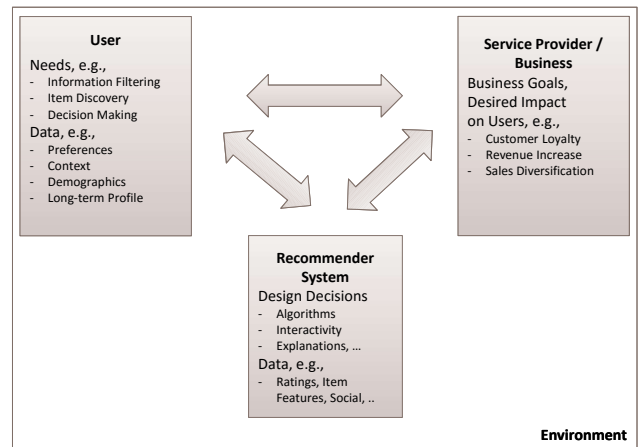 User
Needs, e.g.,
- Information Filtering
- Item Discovery
- Decision Making
Data, e.g.,
- Preferences
- Context
- Demographics
- Long-term Profile
Service Provider /
Business
Business Goals,
Desired Impact
on Users, e.g.,
- Customer Loyalty
- Revenue Increase
- Sales Diversification
Recommender
System
Design Decisions
- Algorithms
- Interactivity
- Explanations, ...
Data, e.g.,
- Ratings, Item
Features, Social, ..
Environment